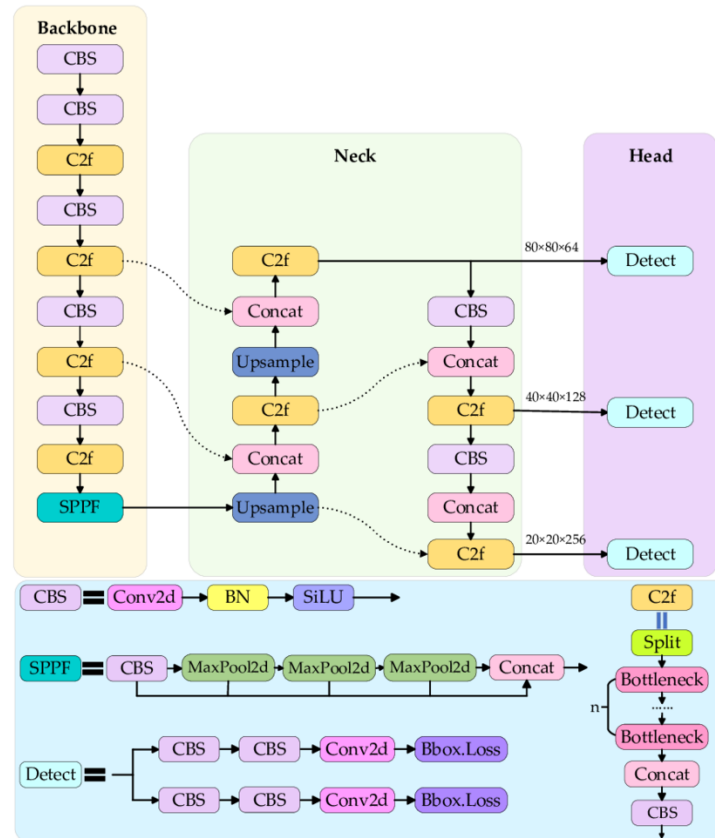 Backbone
CBS
CBS
C2f
CBS
C2f
CBS
C2f
CBS
C2f
SPPF
Neck
C2f
Concat
Upsample
C2f
Concat
Upsample
CBS
Concat
C2f
CBS
Concat
C2f
80×80×64
40×40×128
20×20×256
Head
Detect
Detect
Detect
CBS = Conv2d BN SiLU
SPPF = CBS MaxPool2d MaxPool2d MaxPool2d Concat
Detect = CBS CBS Conv2d Bbox.Loss
CBS CBS Conv2d Bbox.Loss
C2f
Split
Bottleneck
......
n
Bottleneck
Concat
CBS